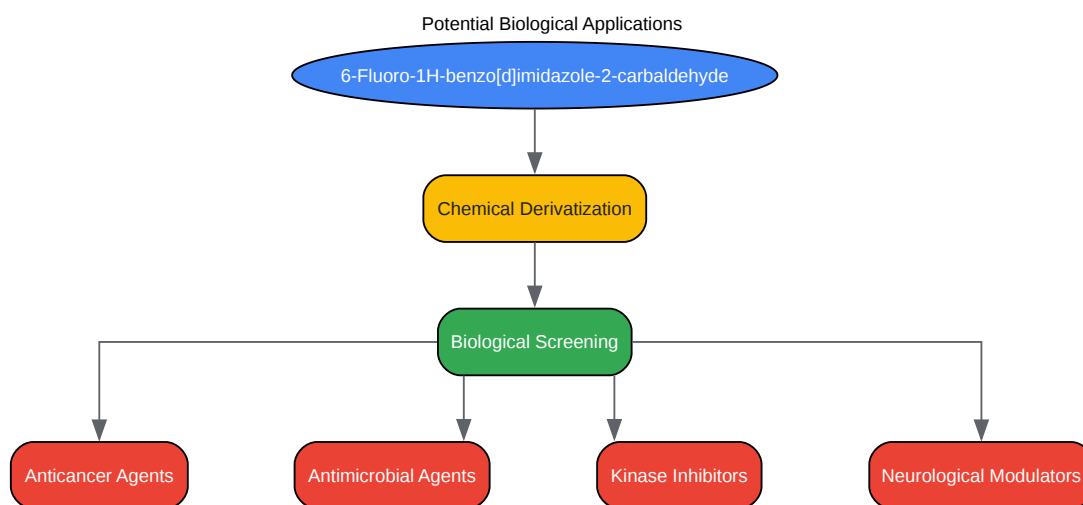 Potential Biological Applications
6-Fluoro-1H-benzo[d]imidazole-2-carbaldehyde
Chemical Derivatization
Biological Screening
Anticancer Agents
Antimicrobial Agents
Kinase Inhibitors
Neurological Modulators